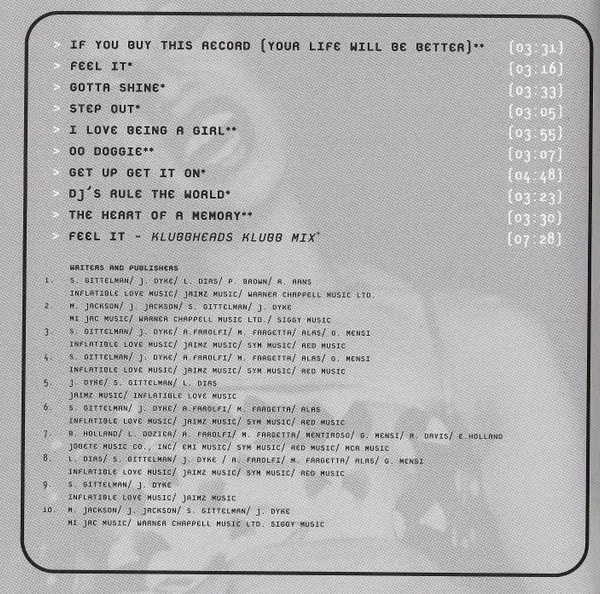 > IF YOU BUY THIS RECORD (YOUR LIFE WILL BE BETTER)** (03:31)
> FEEL IT* (03:16)
> GOTTA SHINE* (03:33)
> STEP OUT* (03:05)
> I LOVE BEING A GIRL** (03:55)
> OO DOGGIE** (03:07)
> GET UP GET IT ON* (04:48)
> DJ'S RULE THE WORLD* (03:23)
> THE HEART OF A MEMORY** (03:30)
> FEEL IT - KLUBBHEADS KLUBB MIX+ (07:28)
WRITERS AND PUBLISHERS
1. S. GITTELMAN/ J. DYKE/ L. DIAS/ P. BROWN/ R. RANS
INFLATIBLE LOVE MUSIC/ JAIMZ MUSIC/ WARNER CHAPPELL MUSIC LTD.
2. M. JACKSON/ J. JACKSON/ S. GITTELMAN/ J. DYKE
MI JAC MUSIC/ WARNER CHAPPELL MUSIC LTD./ SIGGY MUSIC
3. S. GITTELMAN/ J. DYKE/ A.FAROLFI/ M. FARGETTA/ ALAS/ G. MENSI
INFLATIBLE LOVE MUSIC/ JAIMZ MUSIC/ SYM MUSIC/ RED MUSIC
4. S. GITTELMAN/ J. DYKE/ A.FAROLFI/ M. FARGETTA/ ALAS/ G. MENSI
INFLATIBLE LOVE MUSIC/ JAIMZ MUSIC/ SYM MUSIC/ RED MUSIC
5. J. DYKE/ S. GITTELMAN/ L. DIAS
JAIMZ MUSIC/ INFLATIBLE LOVE MUSIC
6. S. GITTELMAN/ J. DYKE/ A.FAROLFI/ M. FARGETTA/ ALAS
INFLATIBLE LOVE MUSIC/ JAIMZ MUSIC/ SYM MUSIC/ RED MUSIC
7. B. HOLLAND/ L. DOZIER/ A. FAROLFI/ M. FARGETTA/ MENTIROSO/ G. MENSI/ R. DAVIS/ E.HOLLAND
JOBETE MUSIC CO., INC/ EMI MUSIC/ SYM MUSIC/ RED MUSIC/ MCA MUSIC
8. L. DIAS/ S. GITTELMAN/ J. DYKE / A. FAROLFI/ M. FARGETTA/ ALAS/ G. MENSI
INFLATIBLE LOVE MUSIC/ JAIMZ MUSIC/ SYM MUSIC/ RED MUSIC
9. S. GITTELMAN/ J. DYKE
INFLATIBLE LOVE MUSIC/ JAIMZ MUSIC
10. M. JACKSON/ J. JACKSON/ S. GITTELMAN/ J. DYKE
MI JAC MUSIC/ WARNER CHAPPELL MUSIC LTD. SIGGY MUSIC